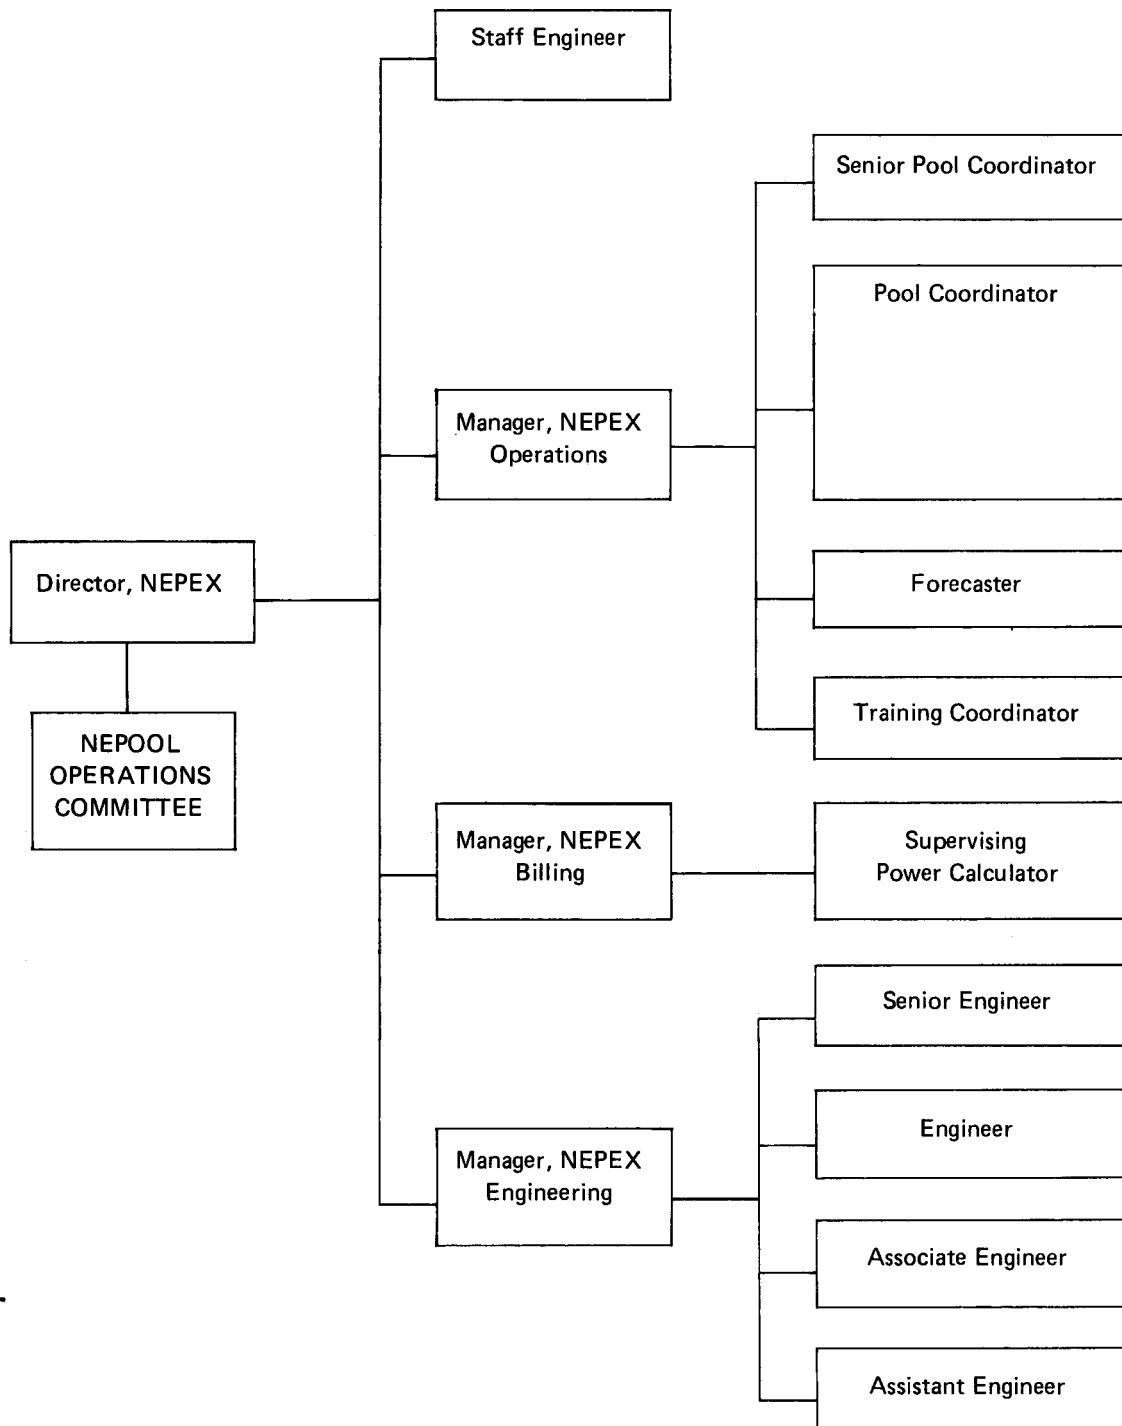 Staff Engineer
Senior Pool Coordinator
Pool Coordinator
Manager, NEPEX
Operations
Director, NEPEX
Forecaster
NEPOOL
OPERATIONS
COMMITTEE
Training Coordinator
Manager, NEPEX
Billing
Supervising
Power Calculator
Senior Engineer
Engineer
Manager, NEPEX
Engineering
Associate Engineer
Assistant Engineer